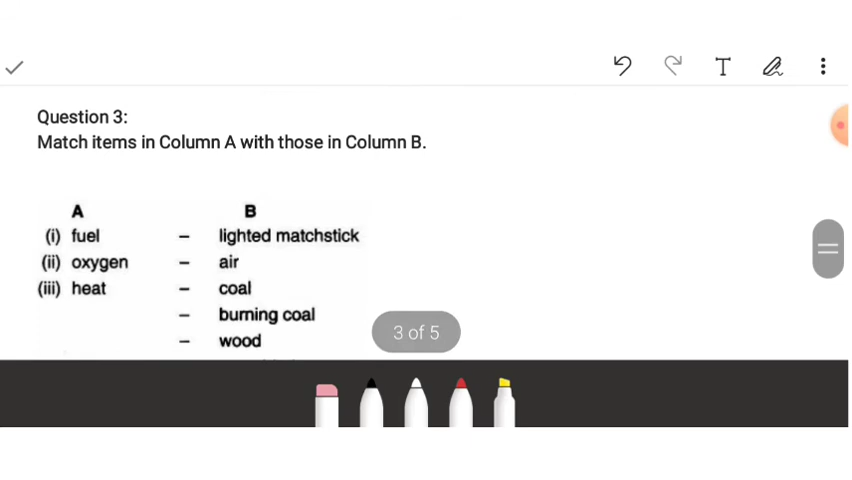 T
Question 3:
Match items in Column A with those in Column B.
A B
(i) fuel – lighted matchstick
(ii) oxygen – air
(iii) heat – coal
– burning coal
– wood
3 of 5